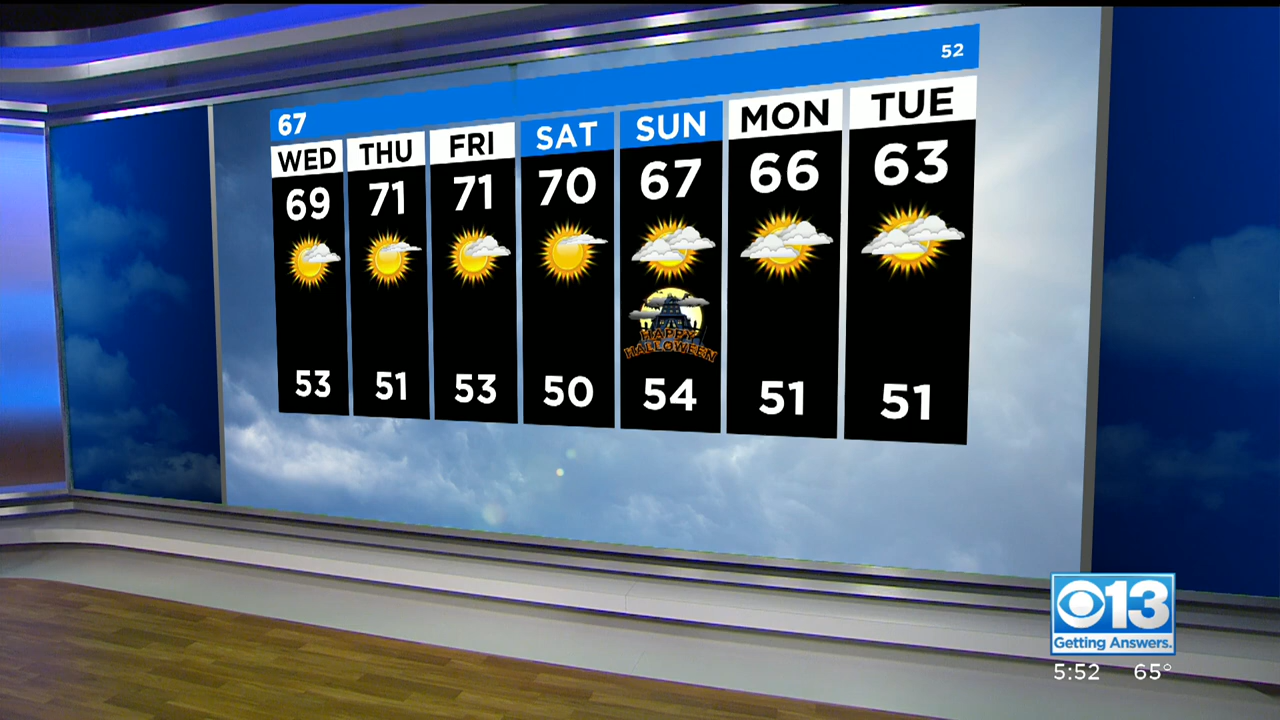 67 52
WED THU FRI SAT SUN MON TUE
69 71 71 70 67 66 63
HAPPY
HALLOWEEN
53 51 53 50 54 51 51
13
Getting Answers.
5:52 65°